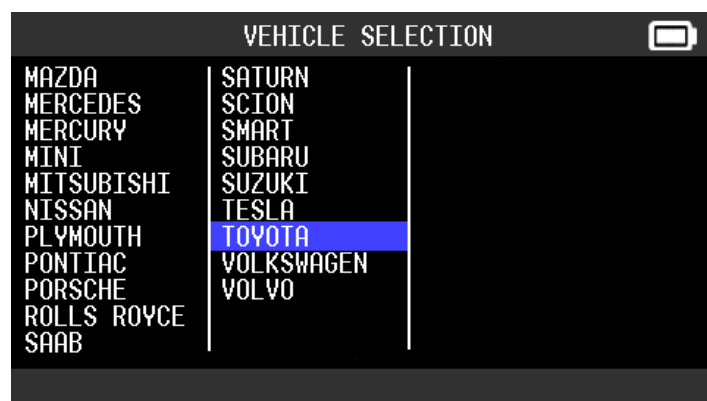 VEHICLE SELECTION
MAZDA
MERCEDES
MERCURY
MINI
MITSUBISHI
NISSAN
PLYMOUTH
PONTIAC
PORSCHE
ROLLS ROYCE
SAAB
SATURN
SCION
SMART
SUBARU
SUZUKI
TESLA
TOYOTA
VOLKSWAGEN
VOLVO